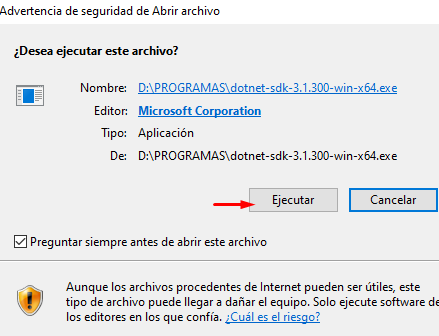 Advertencia de seguridad de Abrir archivo
¿Desea ejecutar este archivo?
Nombre: D:\PROGRAMAS\dotnet-sdk-3.1.300-win-x64.exe
Editor: Microsoft Corporation
Tipo: Aplicación
De: D:\PROGRAMAS\dotnet-sdk-3.1.300-win-x64.exe
Ejecutar Cancelar
Preguntar siempre antes de abrir este archivo
Aunque los archivos procedentes de Internet pueden ser útiles, este
tipo de archivo puede llegar a dañar el equipo. Solo ejecute software de
los editores en los que confía. ¿Cuál es el riesgo?